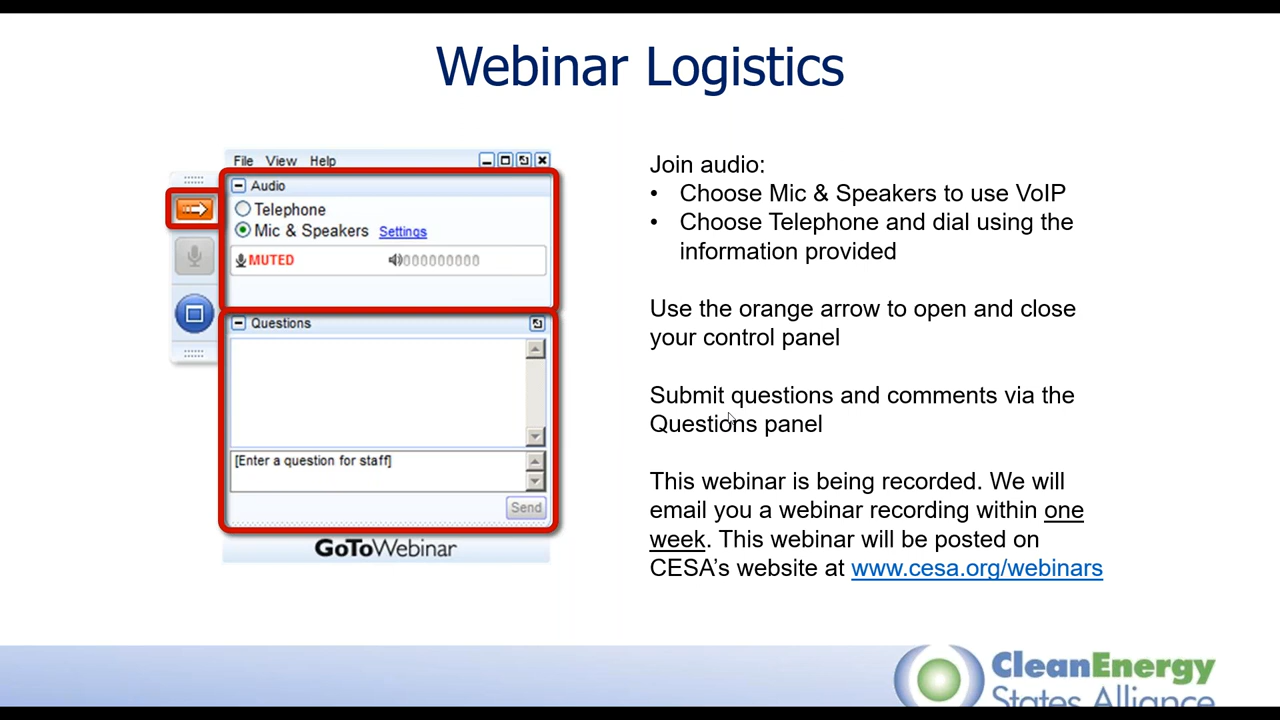 Webinar Logistics
File View Help
Audio
Telephone
Mic & Speakers Settings
MUTED 000000000
Questions
[Enter a question for staff]
Send
GoToWebinar
Join audio:
• Choose Mic & Speakers to use VoIP
• Choose Telephone and dial using the
information provided
Use the orange arrow to open and close
your control panel
Submit questions and comments via the
Questions panel
This webinar is being recorded. We will
email you a webinar recording within one
week. This webinar will be posted on
CESA’s website at www.cesa.org/webinars
CleanEnergy
States Alliance